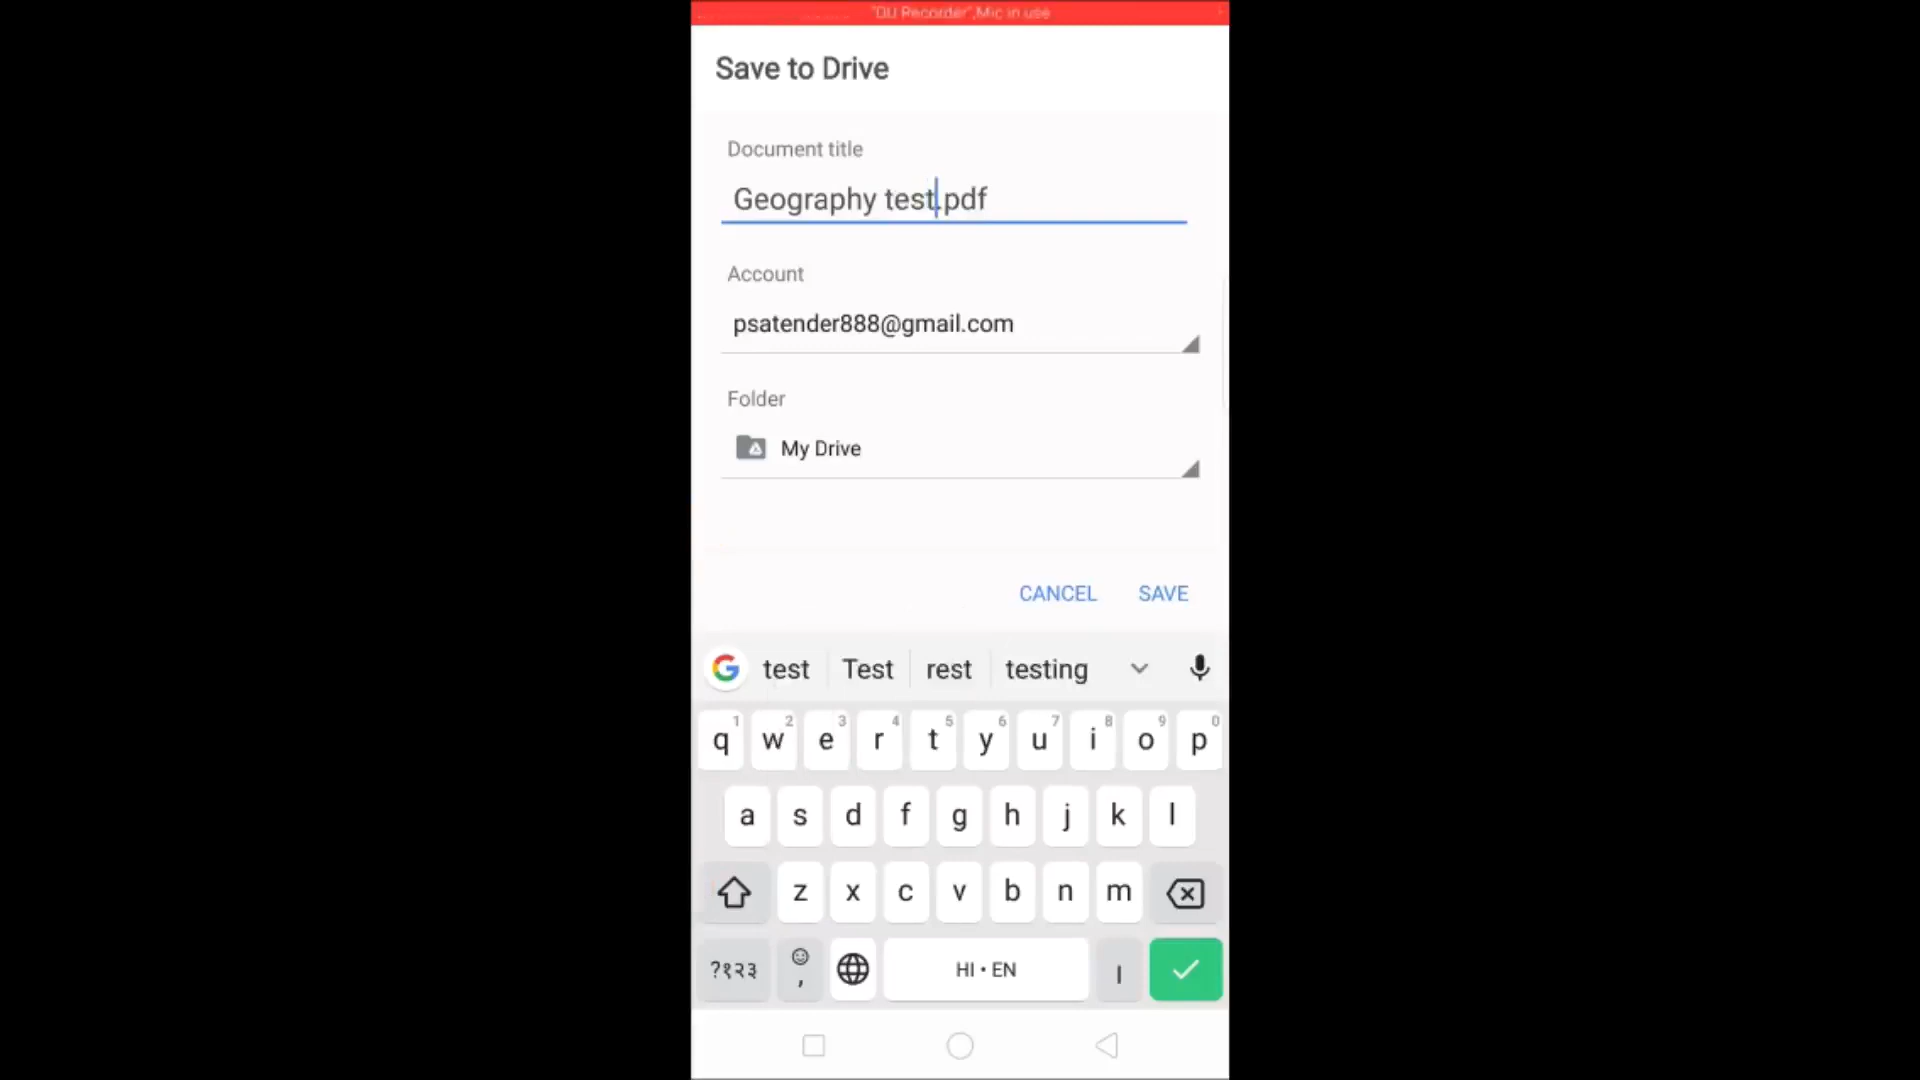 "DU Recorder",Mic in use
Save to Drive
Document title
Geography test.pdf
Account
psatender888@gmail.com
Folder
My Drive
CANCEL SAVE
test Test rest testing
1 2 3 4 5 6 7 8 9 0
q w e r t y u i o p
a s d f g h j k l
z x c v b n m
?१२३ , HI • EN ।